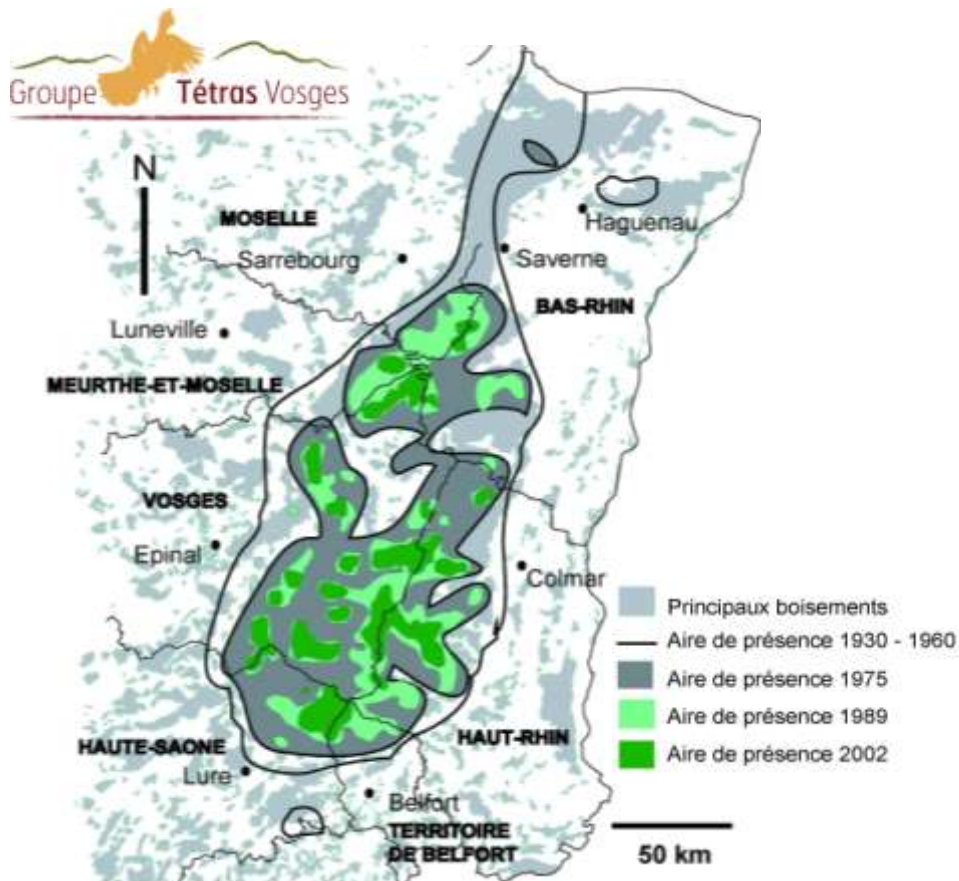 Groupe Tétras Vosges
N
MOSELLE
Haguenau
Sarrebourg
Saverne
BAS-RHIN
Luneville
MEURTHE-ET-MOSELLE
VOSGES
Epinal
Colmar
Principaux boisements
Aire de présence 1930 - 1960
Aire de présence 1975
Aire de présence 1989
Aire de présence 2002
HAUT-RHIN
HAUTE-SAONE
Lure
Belfort
TERRITOIRE
DE BELFORT
50 km